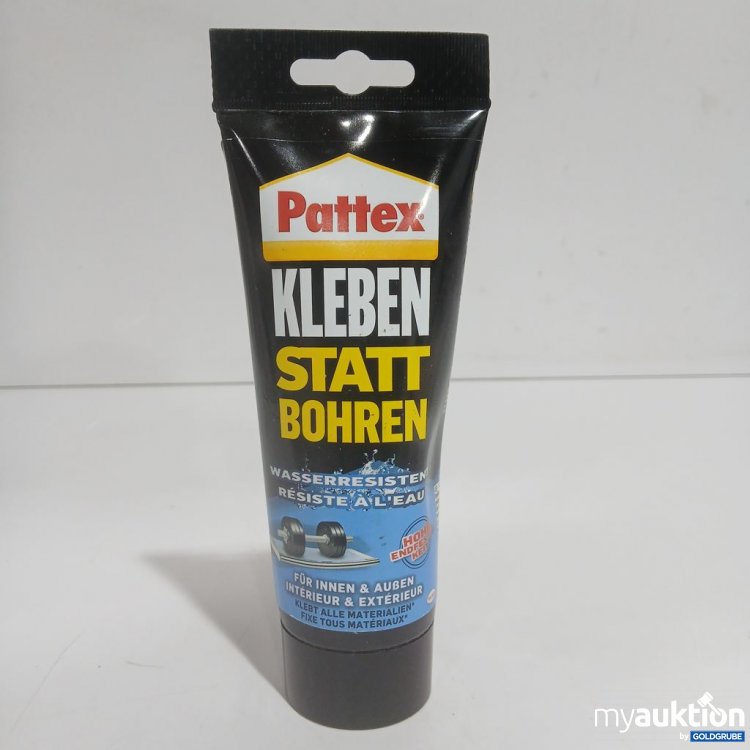 Pattex
KLEBEN
STATT
BOHREN
WASSERRESISTEN
RÉSISTE À L'EAU
FÜR INNEN & AUßEN
INTÉRIEUR & EXTÉRIEUR
KLEBT ALLE MATERIALIEN*
FIXE TOUS MATÉRIAUX*
myauktion
by GOLDGRUBE